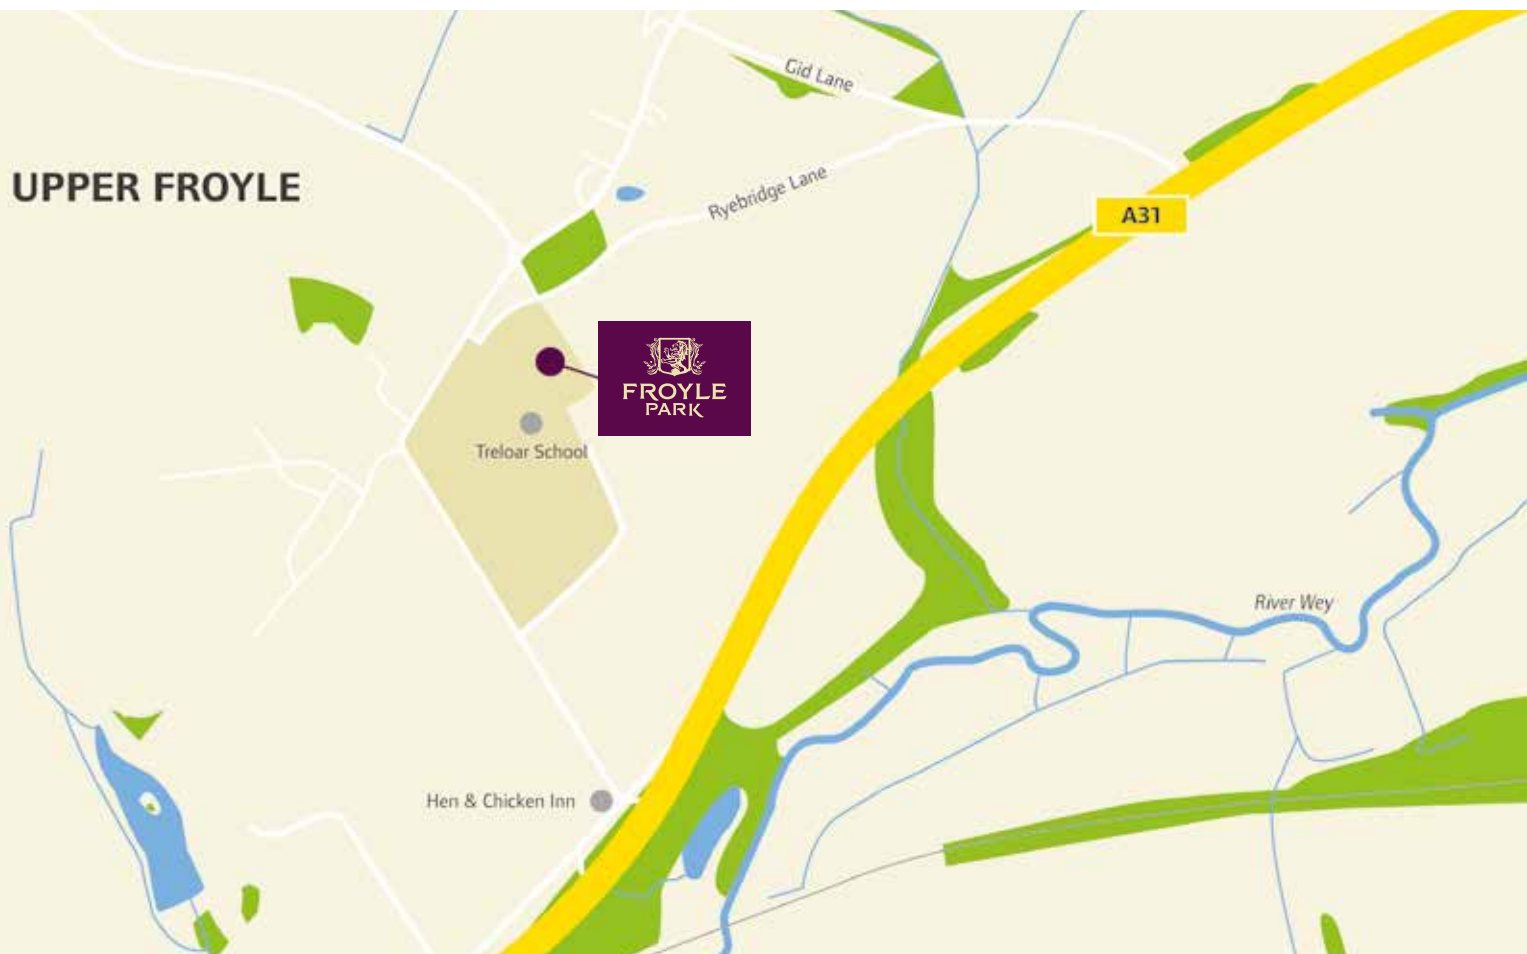 Gid Lane
UPPER FROYLE
Ryebridge Lane
A31
FROYLE
PARK
Treloar School
River Wey
Hen & Chicken Inn